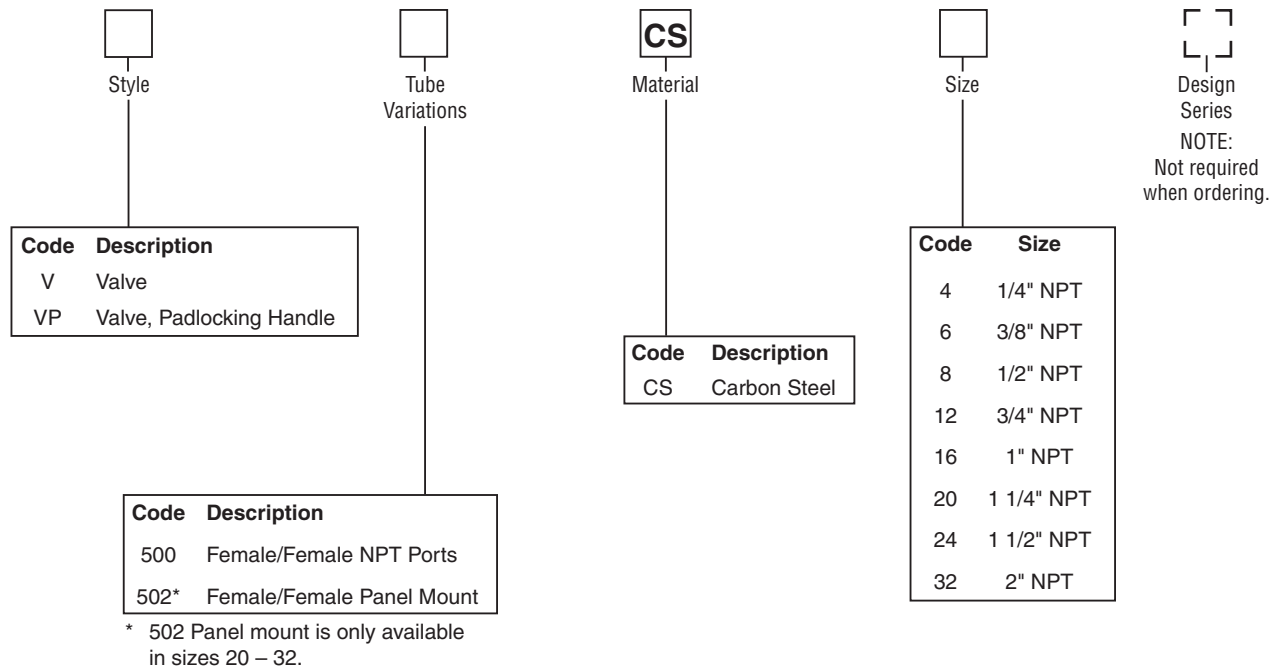 CS
Style
Tube
Variations
Material
Size
Design
Series
NOTE:
Not required
when ordering.
Code Description
V Valve
VP Valve, Padlocking Handle
Code Description
500 Female/Female NPT Ports
502* Female/Female Panel Mount
* 502 Panel mount is only available
in sizes 20 – 32.
Code Description
CS Carbon Steel
Code Size
4 1/4" NPT
6 3/8" NPT
8 1/2" NPT
12 3/4" NPT
16 1" NPT
20 1 1/4" NPT
24 1 1/2" NPT
32 2" NPT